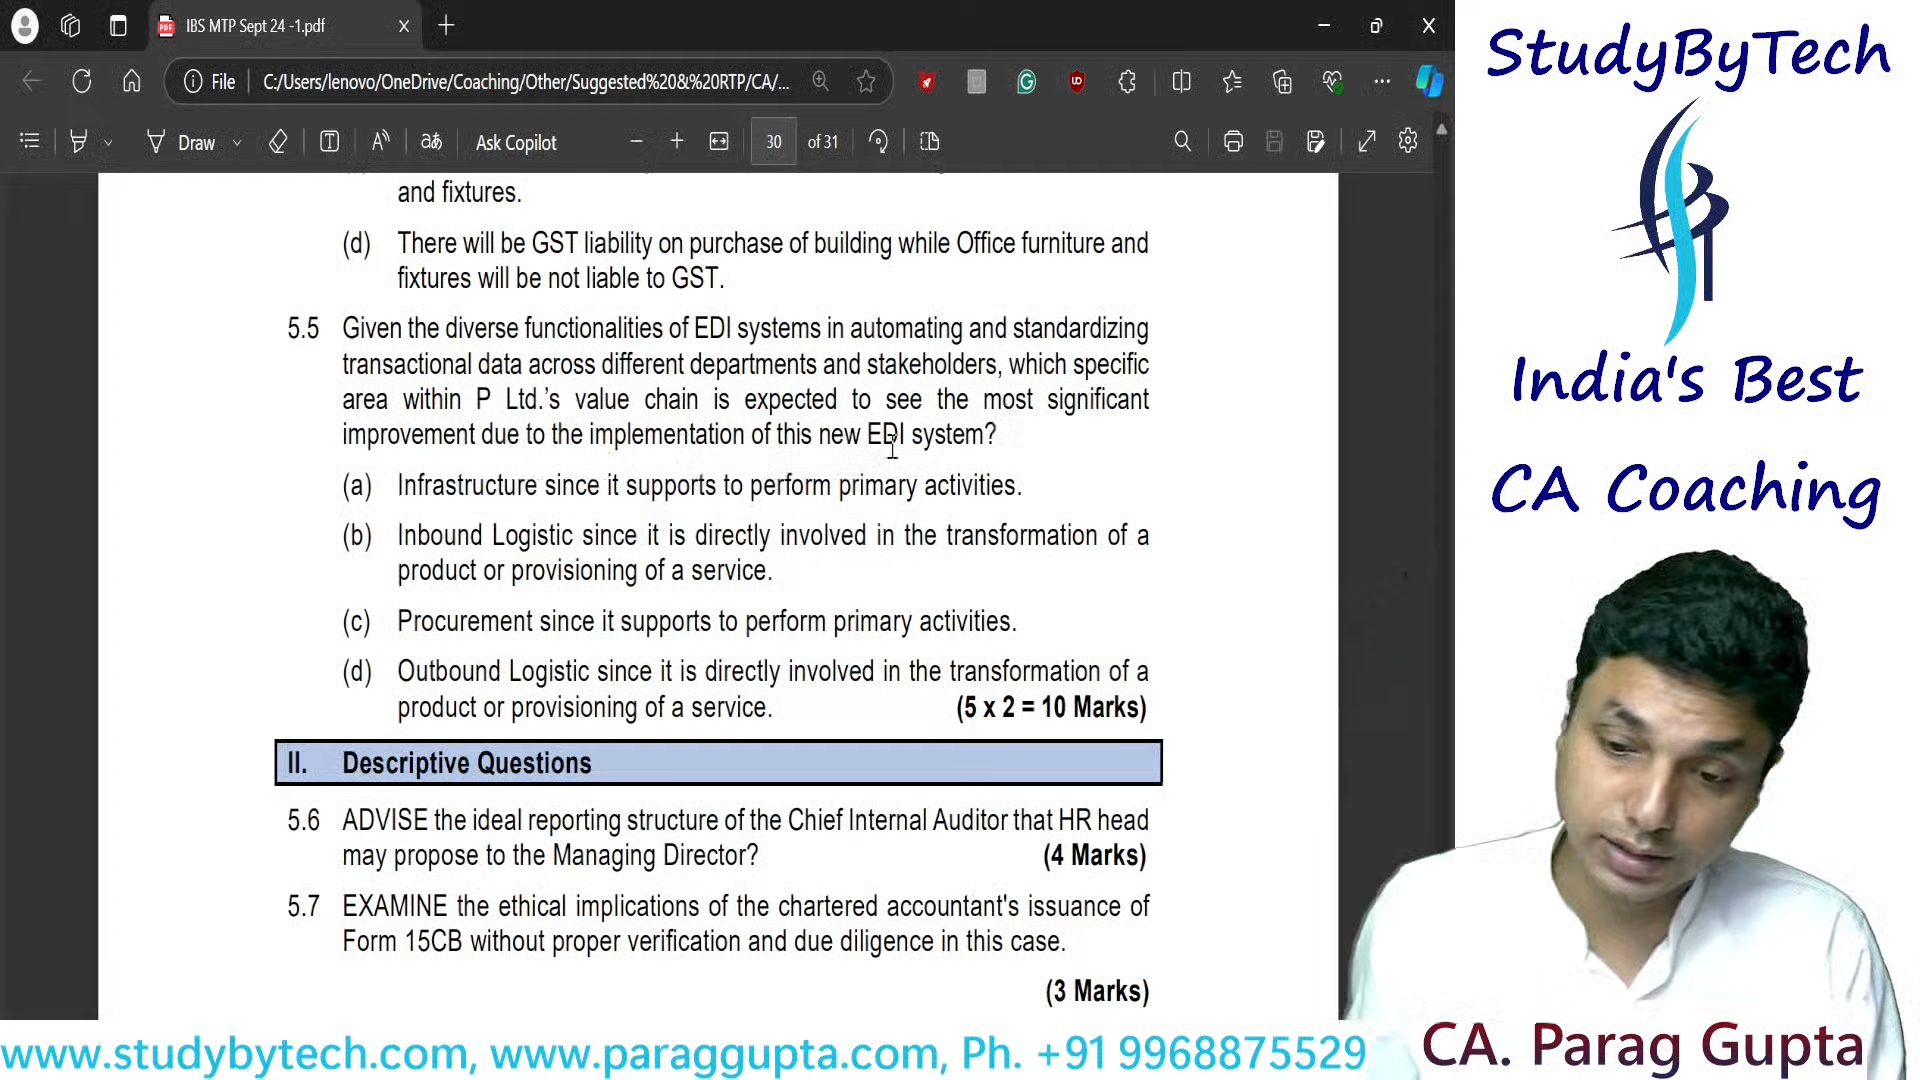 IBS MTP Sept 24 -1.pdf
File
C:/Users/lenovo/OneDrive/Coaching/Other/Suggested%20&%20RTP/CA/...
Draw
Ask Copilot
30 of 31
and fixtures.
(d) There will be GST liability on purchase of building while Office furniture and
fixtures will be not liable to GST.
5.5 Given the diverse functionalities of EDI systems in automating and standardizing
transactional data across different departments and stakeholders, which specific
area within P Ltd.'s value chain is expected to see the most significant
improvement due to the implementation of this new EDI system?
(a) Infrastructure since it supports to perform primary activities.
(b) Inbound Logistic since it is directly involved in the transformation of a
product or provisioning of a service.
(c) Procurement since it supports to perform primary activities.
(d) Outbound Logistic since it is directly involved in the transformation of a
product or provisioning of a service. (5 x 2 = 10 Marks)
II. Descriptive Questions
5.6 ADVISE the ideal reporting structure of the Chief Internal Auditor that HR head
may propose to the Managing Director? (4 Marks)
5.7 EXAMINE the ethical implications of the chartered accountant's issuance of
Form 15CB without proper verification and due diligence in this case.
(3 Marks)
StudyByTech
India's Best
CA Coaching
www.studybytech.com, www.paraggupta.com, Ph. +91 9968875529
CA. Parag Gupta